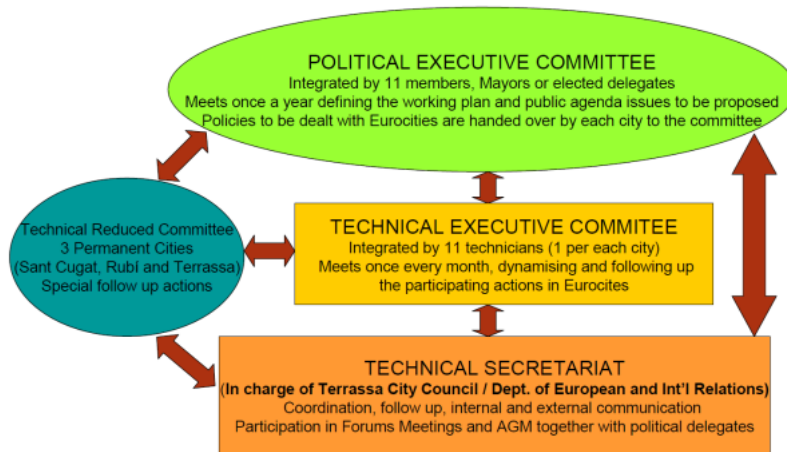 POLITICAL EXECUTIVE COMMITTEE
Integrated by 11 members, Mayors or elected delegates
Meets once a year defining the working plan and public agenda issues to be proposed
Policies to be dealt with Eurocities are handed over by each city to the committee
Technical Reduced Committee
3 Permanent Cities
(Sant Cugat, Rubí and Terrassa)
Special follow up actions
TECHNICAL EXECUTIVE COMMITEE
Integrated by 11 technicians (1 per each city)
Meets once every month, dynamising and following up
the participating actions in Eurocites
TECHNICAL SECRETARIAT
(In charge of Terrassa City Council / Dept. of European and Int'l Relations)
Coordination, follow up, internal and external communication
Participation in Forums Meetings and AGM together with political delegates